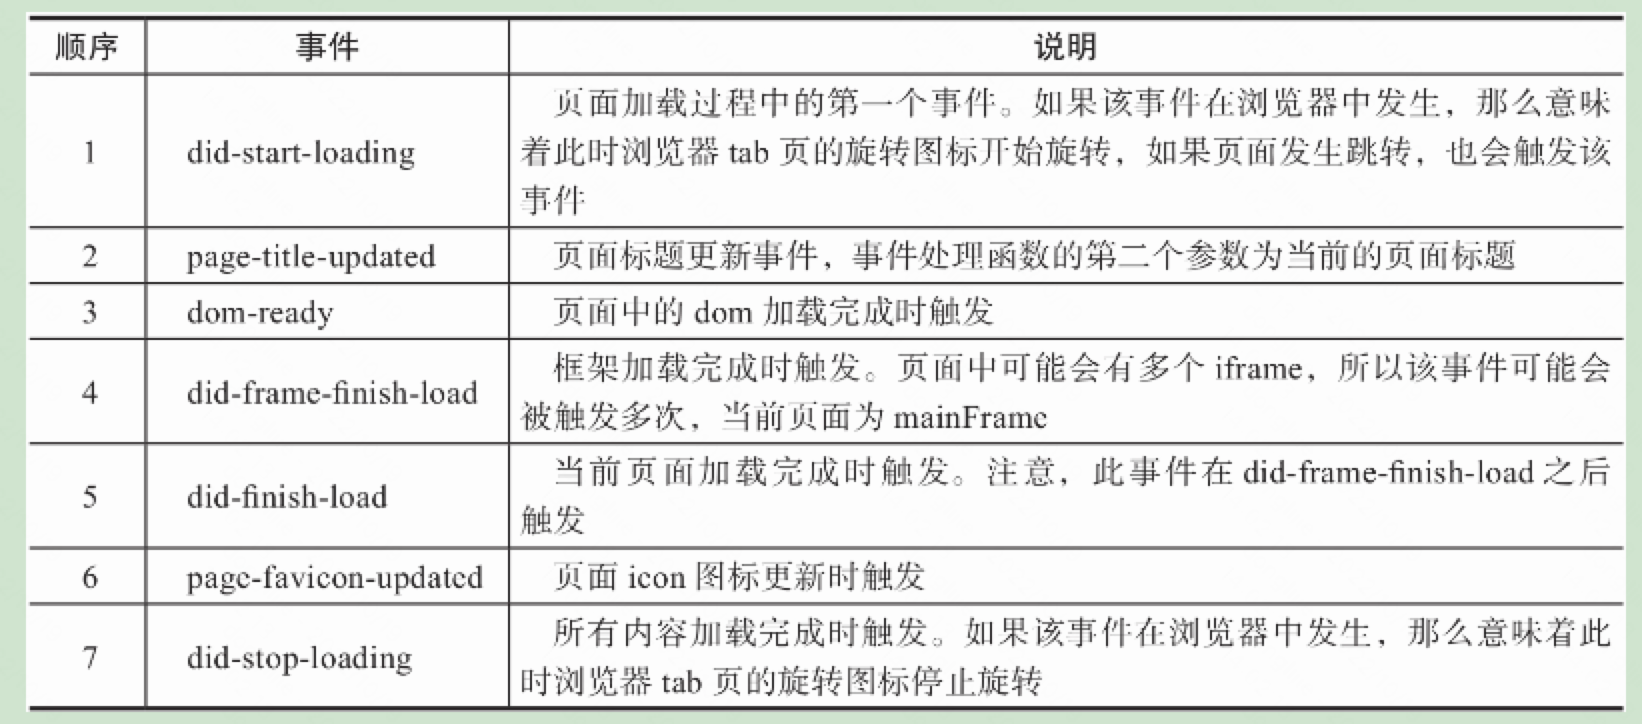 顺序 事件 说明
页面加载过程中的第一个事件。如果该事件在浏览器中发生，那么意味
1 did-start-loading 着此时浏览器 tab 页的旋转图标开始旋转，如果页面发生跳转，也会触发该
事件
2 page-title-updated 页面标题更新事件，事件处理函数的第二个参数为当前的页面标题
3 dom-ready 页面中的 dom 加载完成时触发
框架加载完成时触发。页面中可能会有多个 iframe，所以该事件可能会
4 did-frame-finish-load
被触发多次，当前页面为 mainFrame
当前页面加载完成时触发。注意，此事件在 did-frame-finish-load 之后
5 did-finish-load
触发
6 page-favicon-updated 页面 icon 图标更新时触发
所有内容加载完成时触发。如果该事件在浏览器中发生，那么意味着此
7 did-stop-loading
时浏览器 tab 页的旋转图标停止旋转